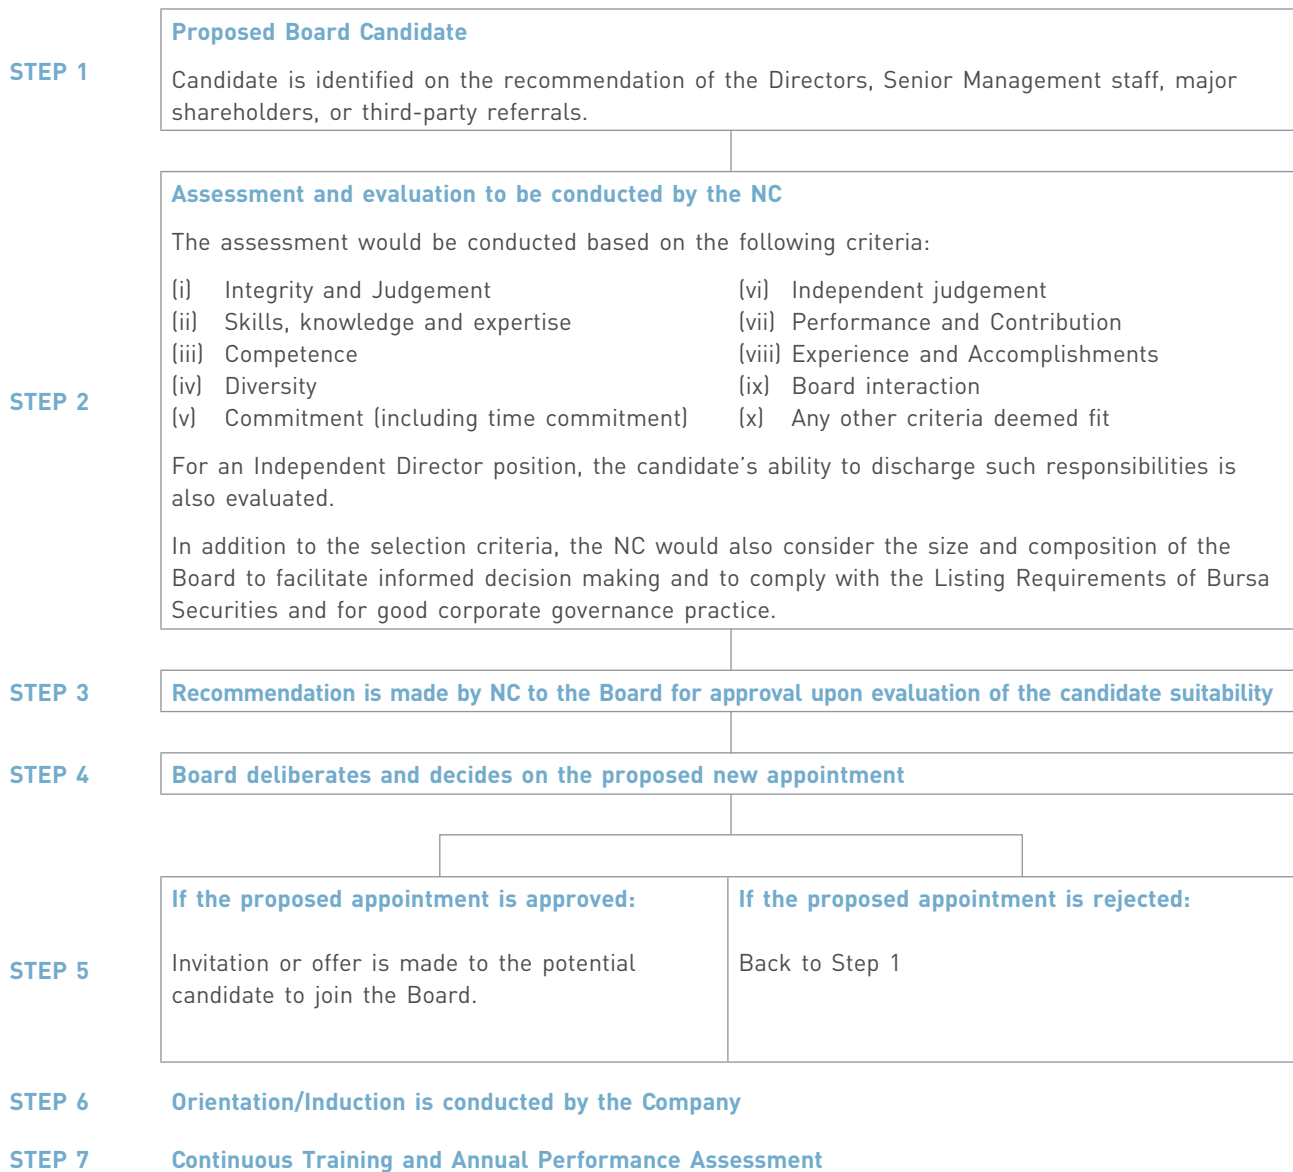 STEP 1
Proposed Board Candidate
Candidate is identified on the recommendation of the Directors, Senior Management staff, major
shareholders, or third-party referrals.
STEP 2
Assessment and evaluation to be conducted by the NC
The assessment would be conducted based on the following criteria:
(i) Integrity and Judgement
(ii) Skills, knowledge and expertise
(iii) Competence
(iv) Diversity
(v) Commitment (including time commitment)
(vi) Independent judgement
(vii) Performance and Contribution
(viii) Experience and Accomplishments
(ix) Board interaction
(x) Any other criteria deemed fit
For an Independent Director position, the candidate's ability to discharge such responsibilities is
also evaluated.
In addition to the selection criteria, the NC would also consider the size and composition of the
Board to facilitate informed decision making and to comply with the Listing Requirements of Bursa
Securities and for good corporate governance practice.
STEP 3
Recommendation is made by NC to the Board for approval upon evaluation of the candidate suitability
STEP 4
Board deliberates and decides on the proposed new appointment
STEP 5
If the proposed appointment is approved:
Invitation or offer is made to the potential
candidate to join the Board.
If the proposed appointment is rejected:
Back to Step 1
STEP 6
Orientation/Induction is conducted by the Company
STEP 7
Continuous Training and Annual Performance Assessment